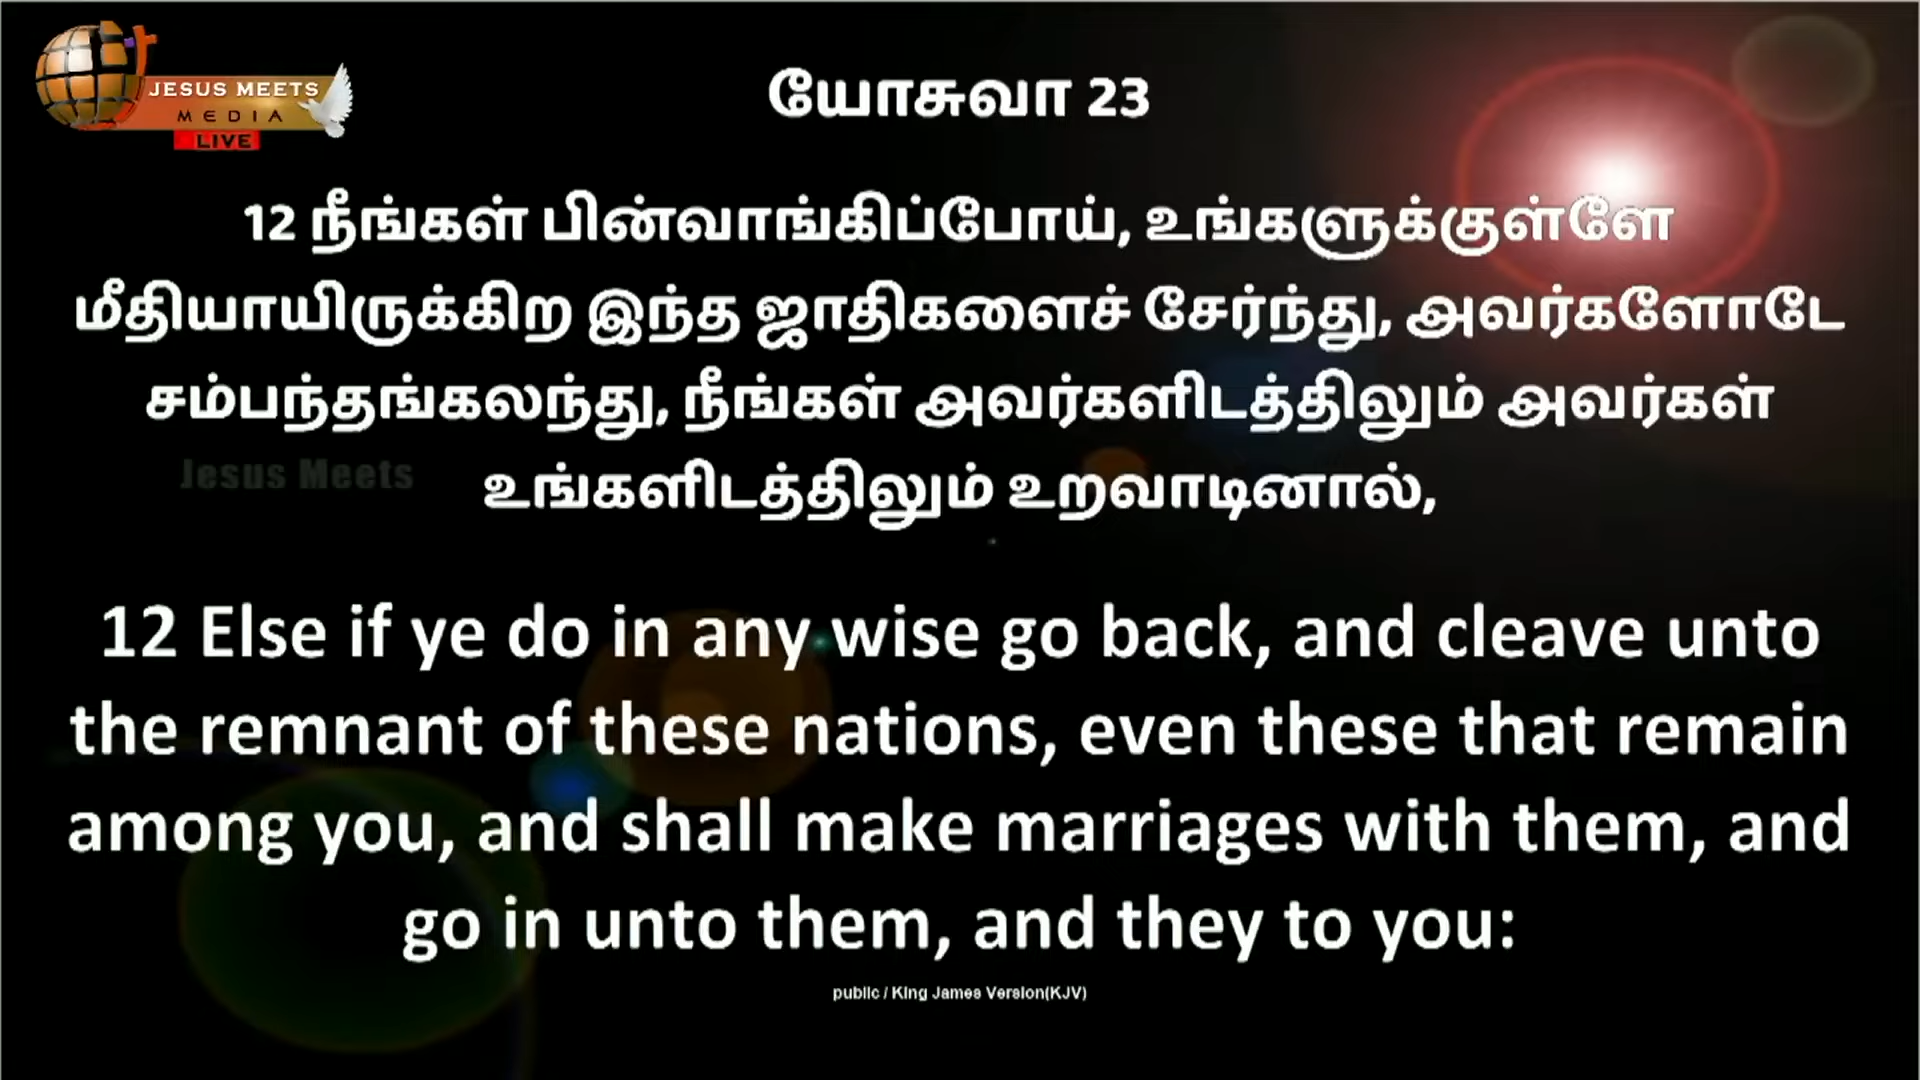 JESUS MEETS
MEDIA
LIVE
யோசுவா 23
12 நீங்கள் பின்வாங்கிப்போய், உங்களுக்குள்ளே
மீதியாயிருக்கிற இந்த ஜாதிகளைச் சேர்ந்து, அவர்களோடே
சம்பந்தங்கலந்து, நீங்கள் அவர்களிடத்திலும் அவர்கள்
Jesus Meets
உங்களிடத்திலும் உறவாடினால்,
12 Else if ye do in any wise go back, and cleave unto
the remnant of these nations, even these that remain
among you, and shall make marriages with them, and
go in unto them, and they to you:
public / King James Version(KJV)